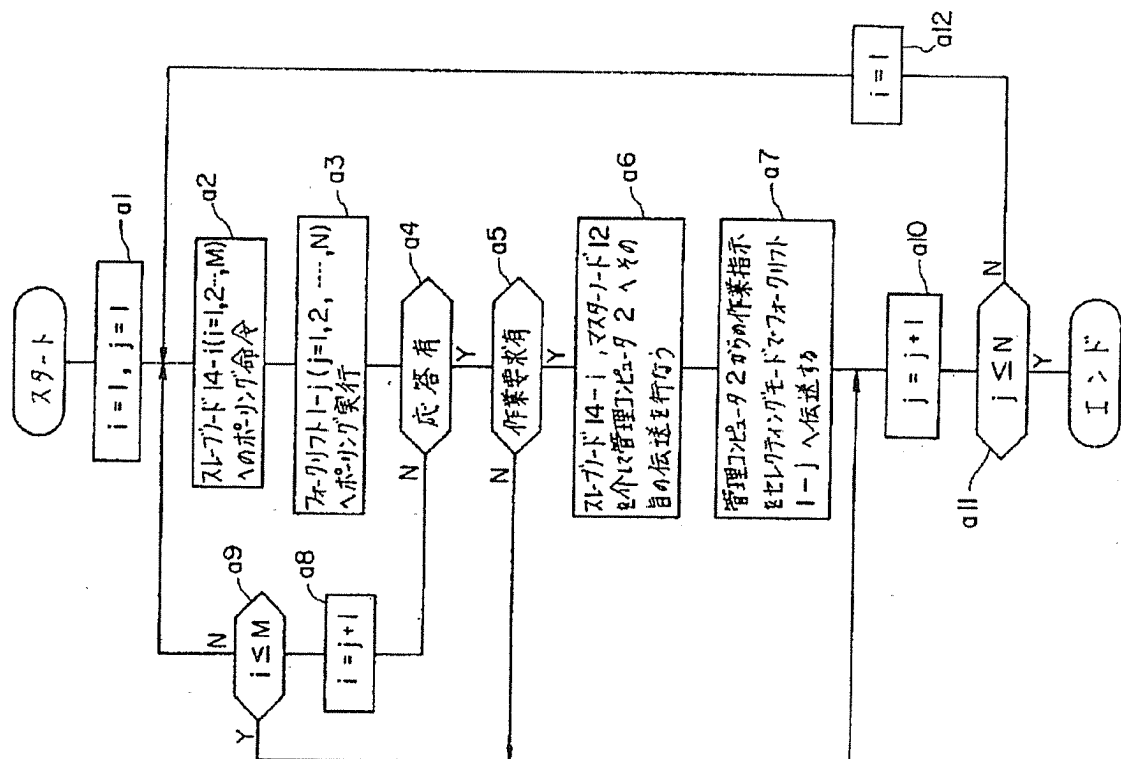 スタート
i = 1 , j = 1
a1
スレーブノード 14-i (i=1,2…,M)
へのポーリング命令
a2
フォークリフト 1-j (j=1,2,……,N)
へポーリング実行
a3
応答有
a4
N
Y
作業要求有
a5
N
Y
スレーブノード 14-i , マスターノード 12
を介して管理コンピュータ 2 へその
旨の伝送を行なう
a6
管理コンピュータ 2 からの作業指示
をセレクティングモードでフォークリフト
1-j へ伝送する
a7
i = j + 1
a8
i ≤ M
a9
N
Y
j = j + 1
a10
j ≤ N
a11
N
Y
i = 1
a12
エンド